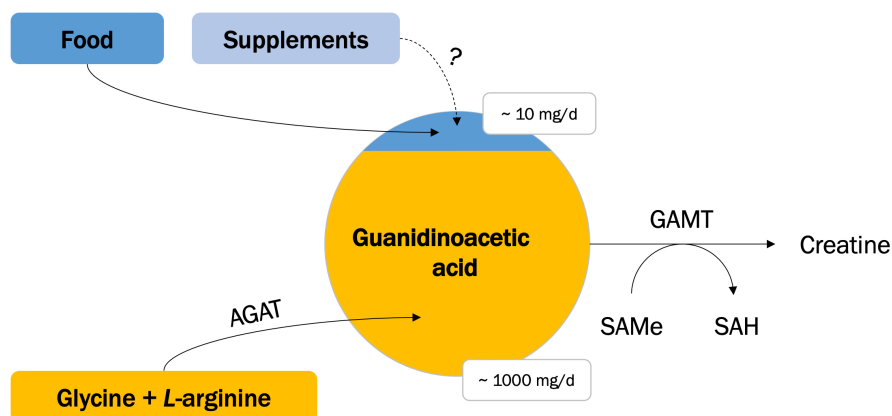 Food
Supplements
?
~ 10 mg/d
Guanidinoacetic
acid
GAMT
Creatine
SAMe
SAH
AGAT
Glycine + L-arginine
~ 1000 mg/d